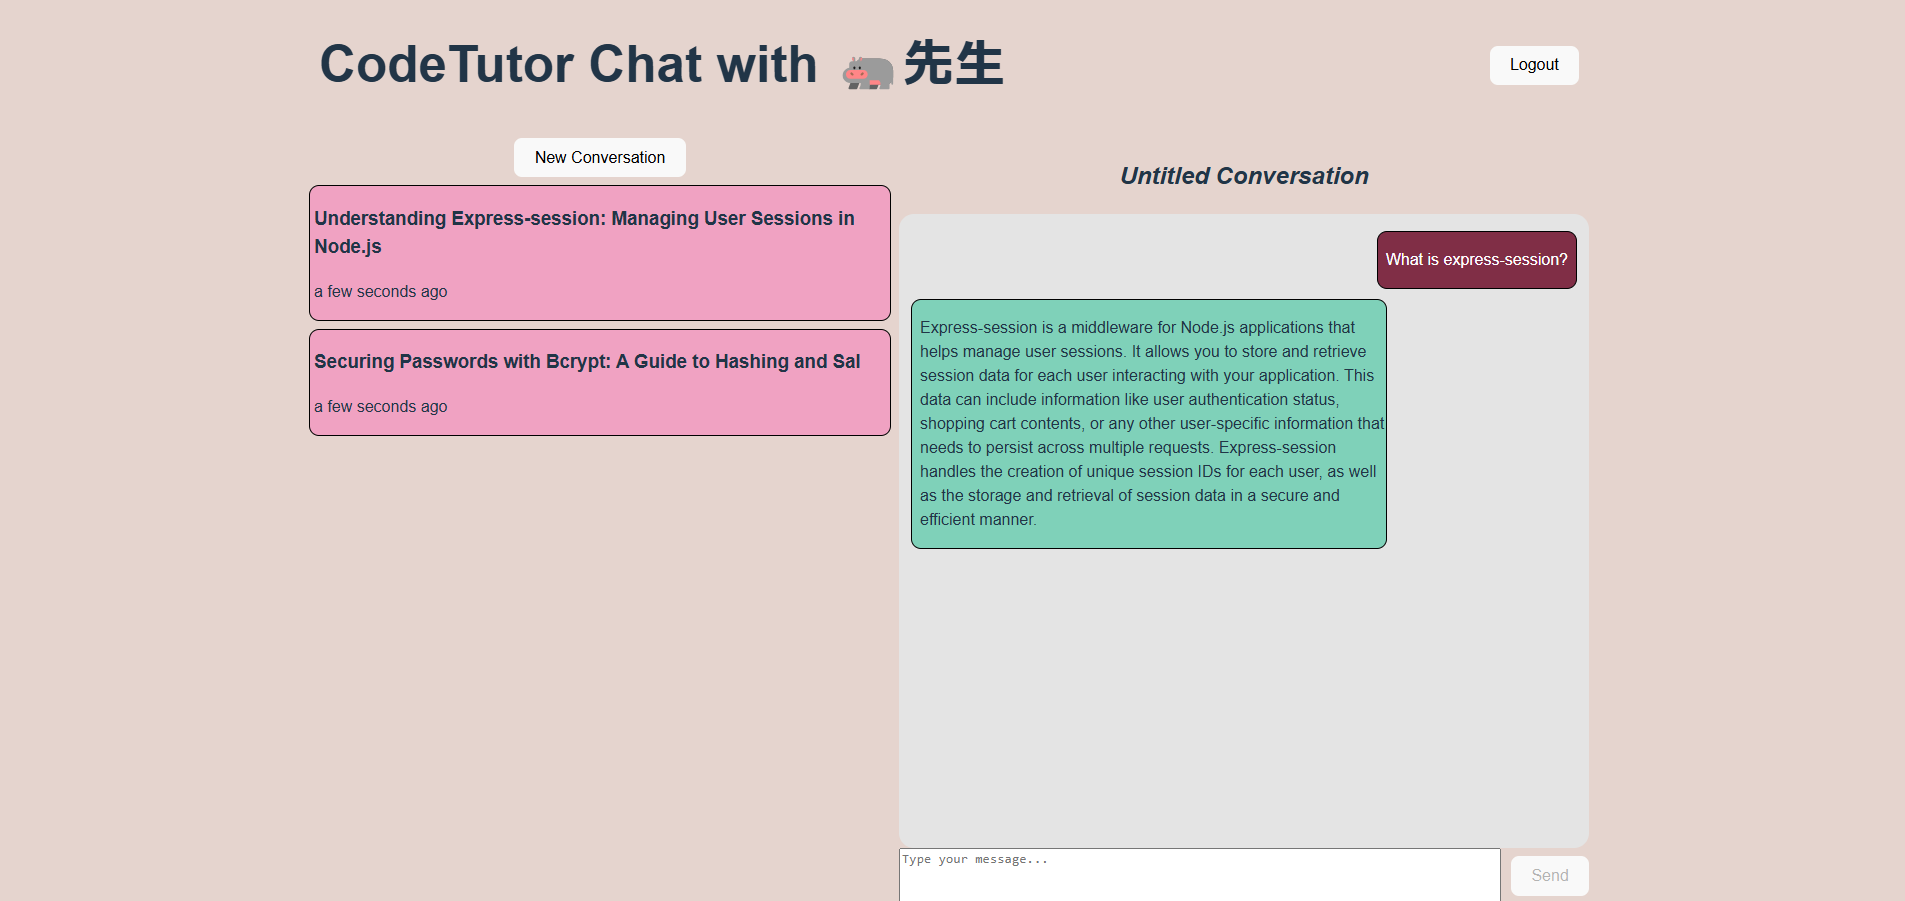 CodeTutor Chat with 🦛先生
Logout
New Conversation
Understanding Express-session: Managing User Sessions in
Node.js
a few seconds ago
Securing Passwords with Bcrypt: A Guide to Hashing and Sal
a few seconds ago
Untitled Conversation
What is express-session?
Express-session is a middleware for Node.js applications that
helps manage user sessions. It allows you to store and retrieve
session data for each user interacting with your application. This
data can include information like user authentication status,
shopping cart contents, or any other user-specific information that
needs to persist across multiple requests. Express-session
handles the creation of unique session IDs for each user, as well
as the storage and retrieval of session data in a secure and
efficient manner.
Type your message...
Send